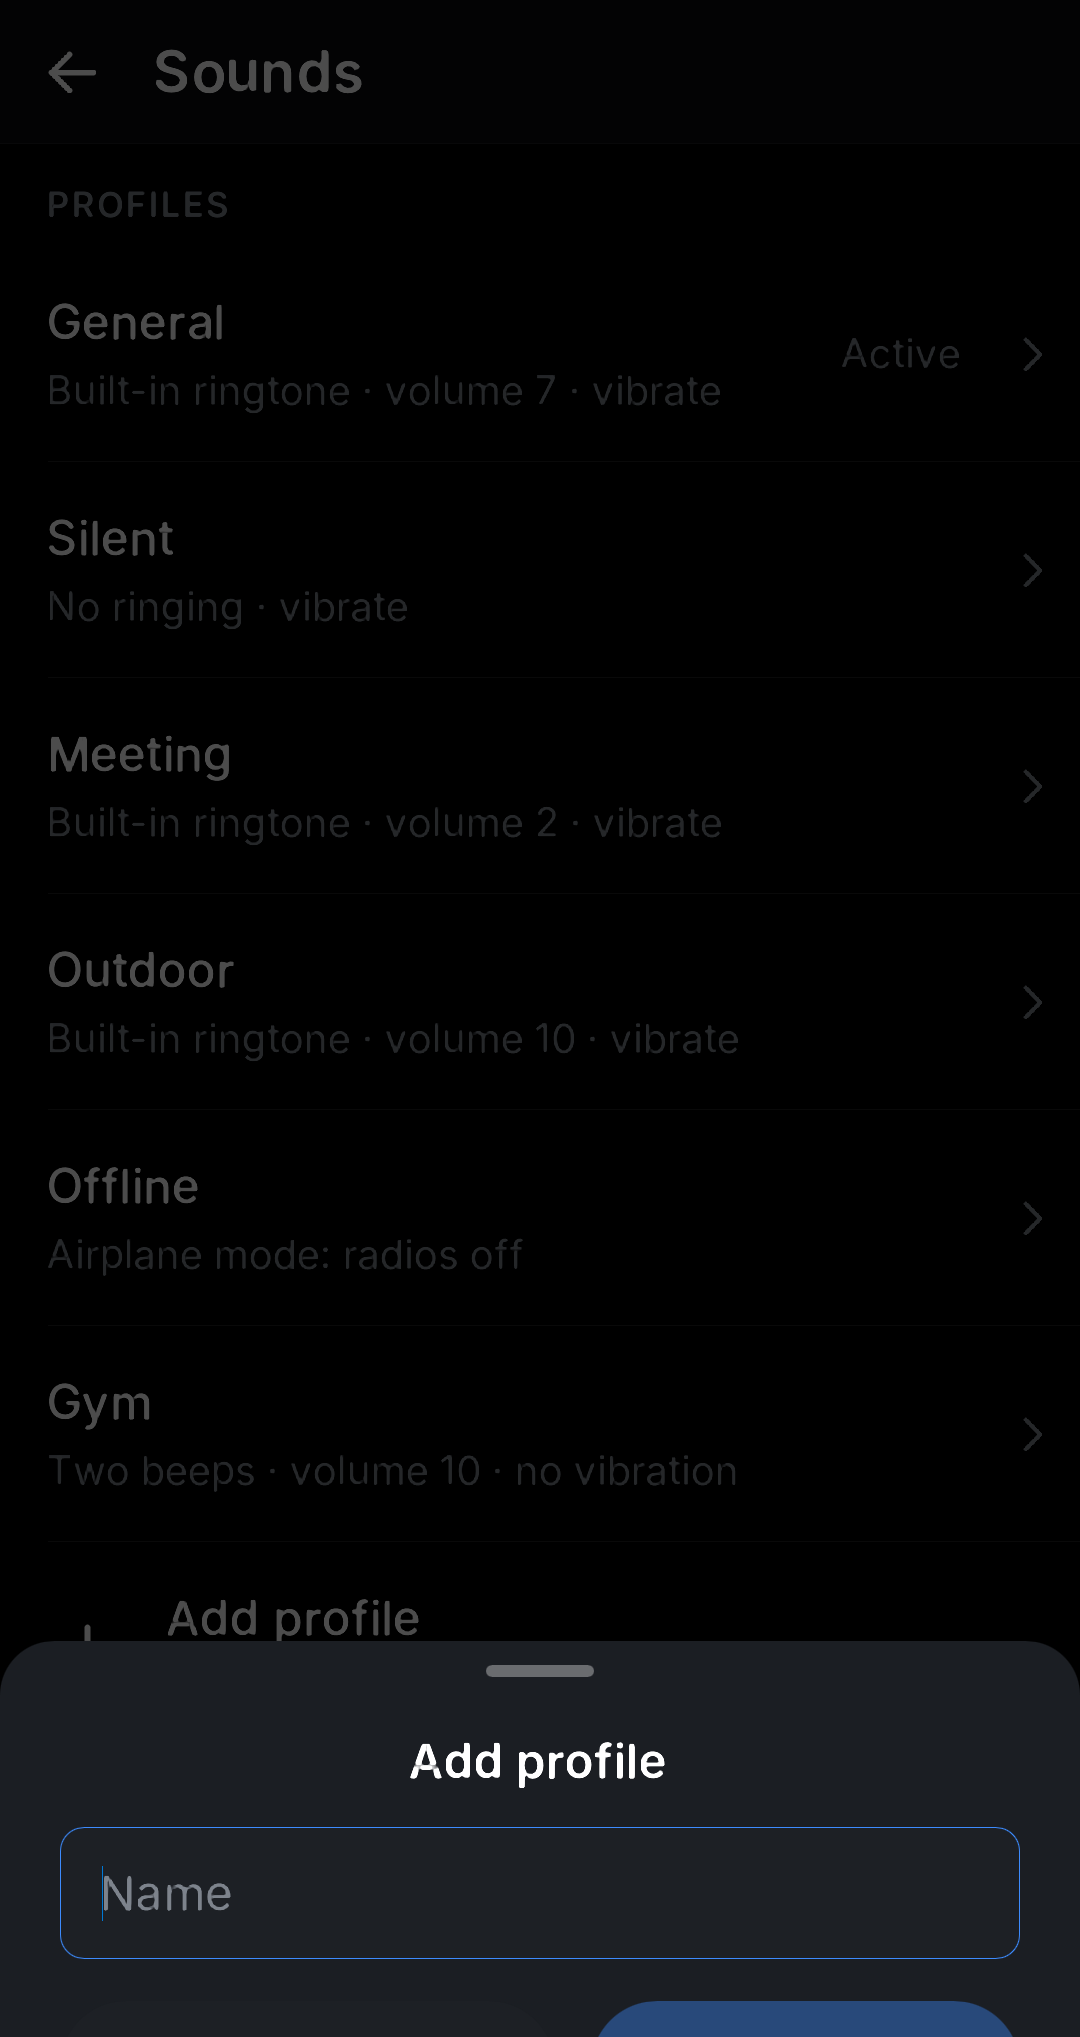 Sounds
PROFILES
General
Built-in ringtone · volume 7 · vibrate
Active
Silent
No ringing · vibrate
Meeting
Built-in ringtone · volume 2 · vibrate
Outdoor
Built-in ringtone · volume 10 · vibrate
Offline
Airplane mode: radios off
Gym
Two beeps · volume 10 · no vibration
Add profile
Add profile
Name